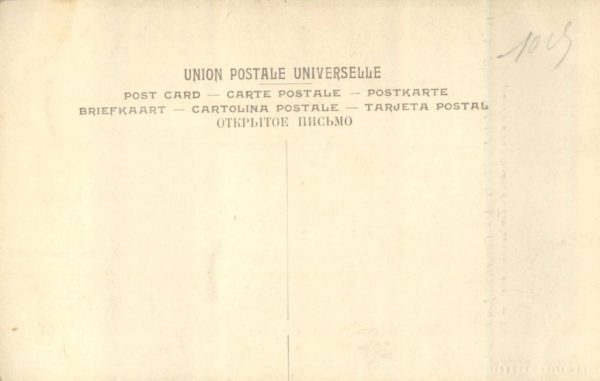 UNION POSTALE UNIVERSELLE
POST CARD — CARTE POSTALE — POSTKARTE
BRIEFKAART — CARTOLINA POSTALE — TARJETA POSTAL
ОТКРЫТОЕ ПИСЬМО